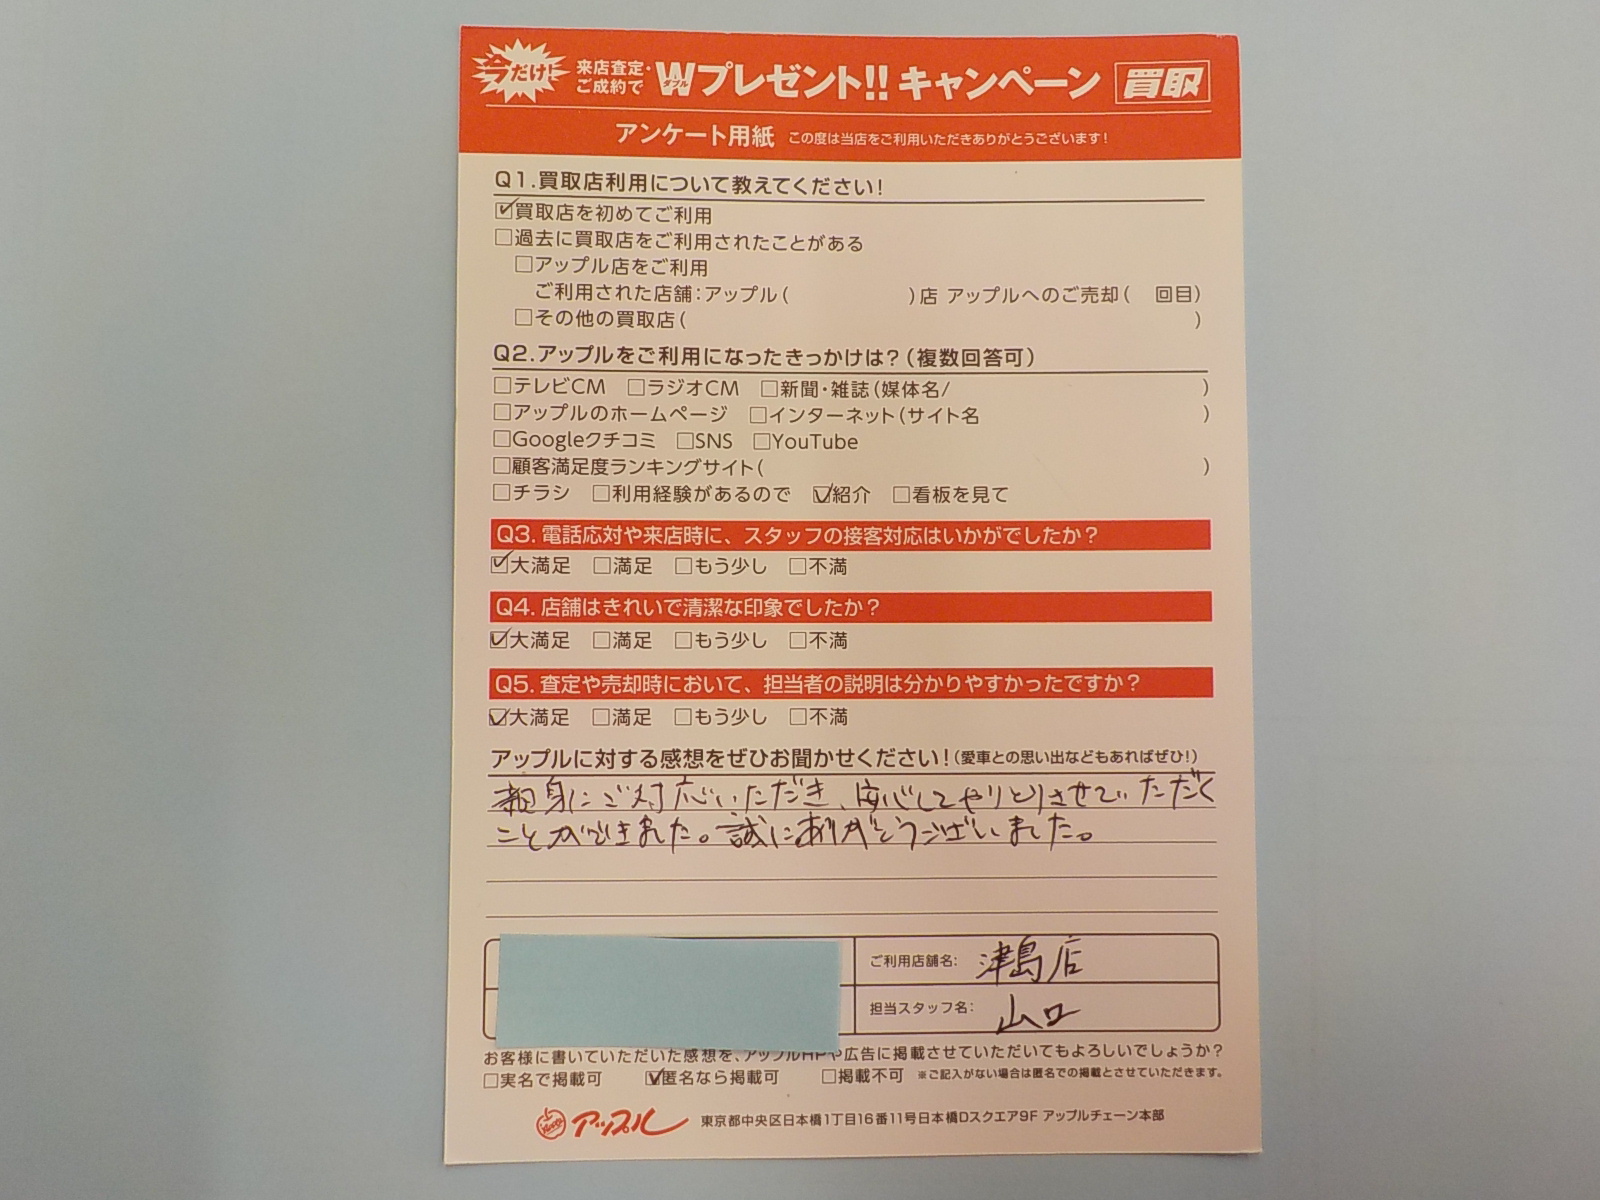 今だけ! 来店査定・ご成約で Wダブルプレゼント!! キャンペーン 買取
アンケート用紙 この度は当店をご利用いただきありがとうございます!
Q1.買取店利用について教えてください!
☑買取店を初めてご利用
□過去に買取店をご利用されたことがある
□アップル店をご利用
ご利用された店舗:アップル( )店 アップルへのご売却( 回目)
□その他の買取店( )
Q2.アップルをご利用になったきっかけは?(複数回答可)
□テレビCM □ラジオCM □新聞・雑誌(媒体名/ )
□アップルのホームページ □インターネット(サイト名 )
□Googleクチコミ □SNS □YouTube
□顧客満足度ランキングサイト( )
□チラシ □利用経験があるので ☑紹介 □看板を見て
Q3. 電話応対や来店時に、スタッフの接客対応はいかがでしたか?
☑大満足 □満足 □もう少し □不満
Q4. 店舗はきれいで清潔な印象でしたか?
☑大満足 □満足 □もう少し □不満
Q5. 査定や売却時において、担当者の説明は分かりやすかったですか?
☑大満足 □満足 □もう少し □不満
アップルに対する感想をぜひお聞かせください!(愛車との思い出などもあればぜひ!)
親身にご対応いただき、安心してやりとりさせていただく
ことができました。誠にありがとうございました。
ご利用店舗名: 津島店
担当スタッフ名: 山口
お客様に書いていただいた感想を、アップルHPや広告に掲載させていただいてもよろしいでしょうか?
□実名で掲載可 ☑匿名なら掲載可 □掲載不可 ※ご記入がない場合は匿名での掲載とさせていただきます。
アップル 東京都中央区日本橋1丁目16番11号日本橋Dスクエア9F アップルチェーン本部